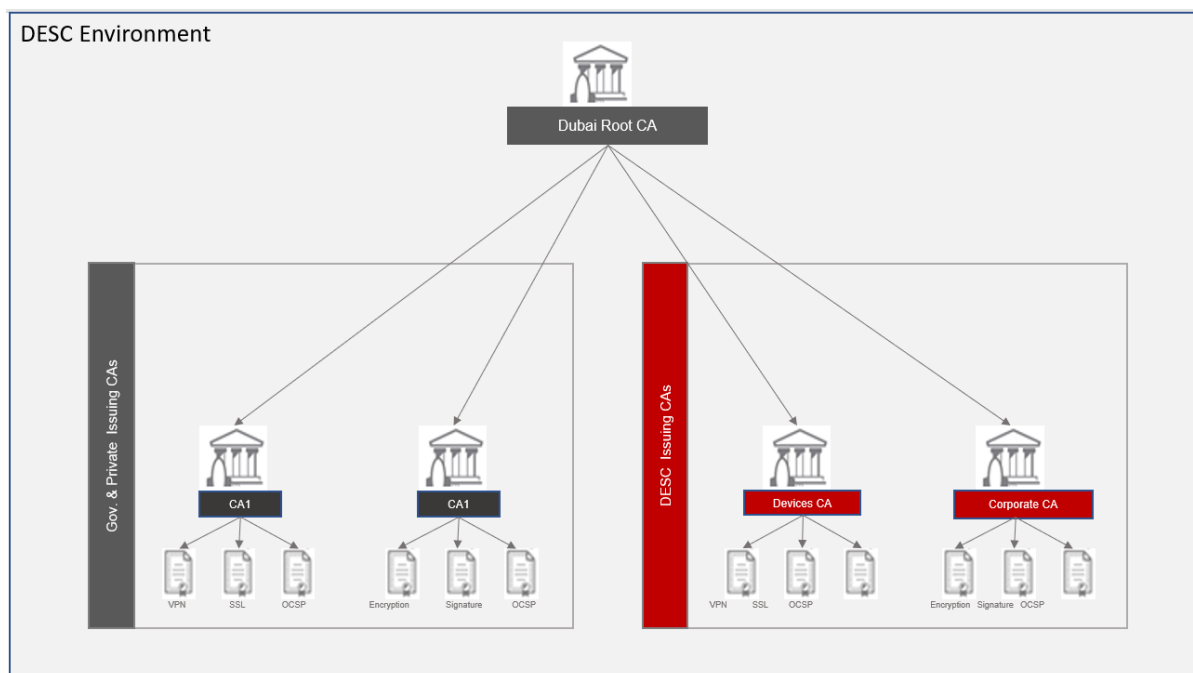 DESC Environment
Dubai Root CA
Gov. & Private Issuing CAs
CA1
CA1
VPN SSL OCSP
Encryption Signature OCSP
DESC Issuing CAs
Devices CA
Corporate CA
VPN SSL OCSP
Encryption Signature OCSP